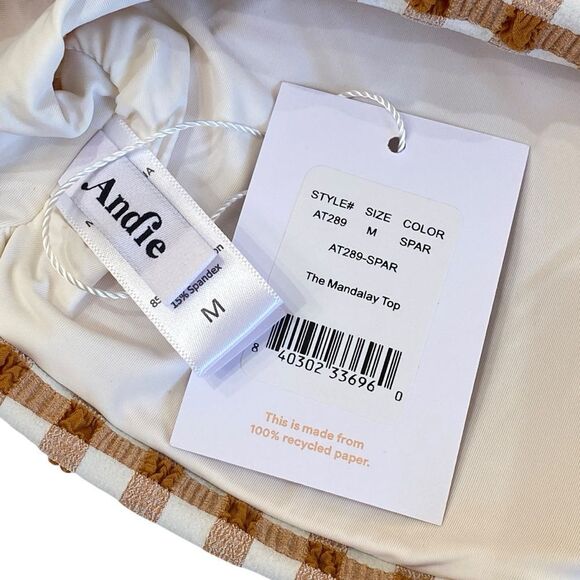 Andie
15% Spandex
M
STYLE# SIZE COLOR
AT289 M SPAR
AT289-SPAR
The Mandalay Top
8 40302 33696 0
This is made from
100% recycled paper.